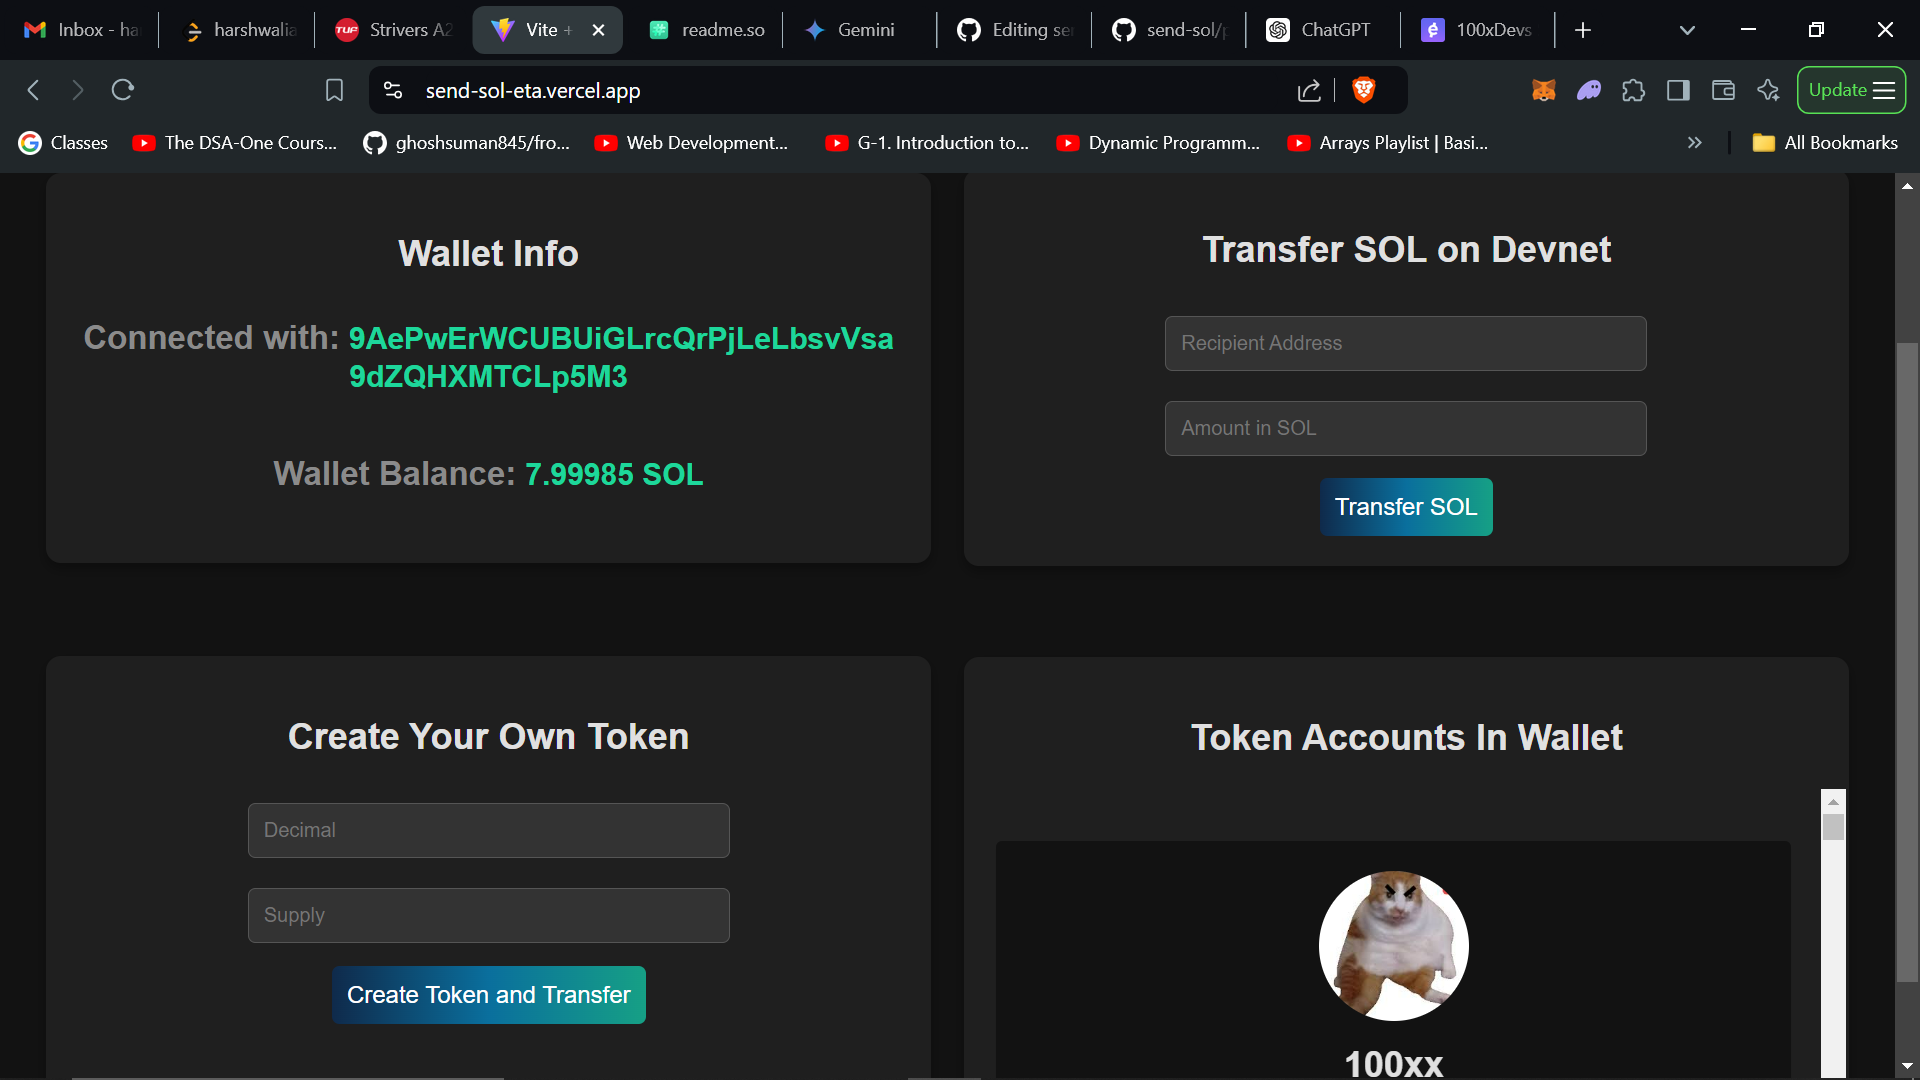 Inbox - ha
harshwalia
TUF Strivers A2
Vite +
readme.so
Gemini
Editing se
send-sol/p
ChatGPT
100xDevs
send-sol-eta.vercel.app
Update
Classes
The DSA-One Cours...
ghoshsuman845/fro...
Web Development...
G-1. Introduction to...
Dynamic Programm...
Arrays Playlist | Basi...
All Bookmarks
Wallet Info
Connected with: 9AePwErWCUBUiGLrcQrPjLeLbsvVsa
9dZQHXMTCLp5M3
Wallet Balance: 7.99985 SOL
Transfer SOL on Devnet
Recipient Address
Amount in SOL
Transfer SOL
Create Your Own Token
Decimal
Supply
Create Token and Transfer
Token Accounts In Wallet
100xx